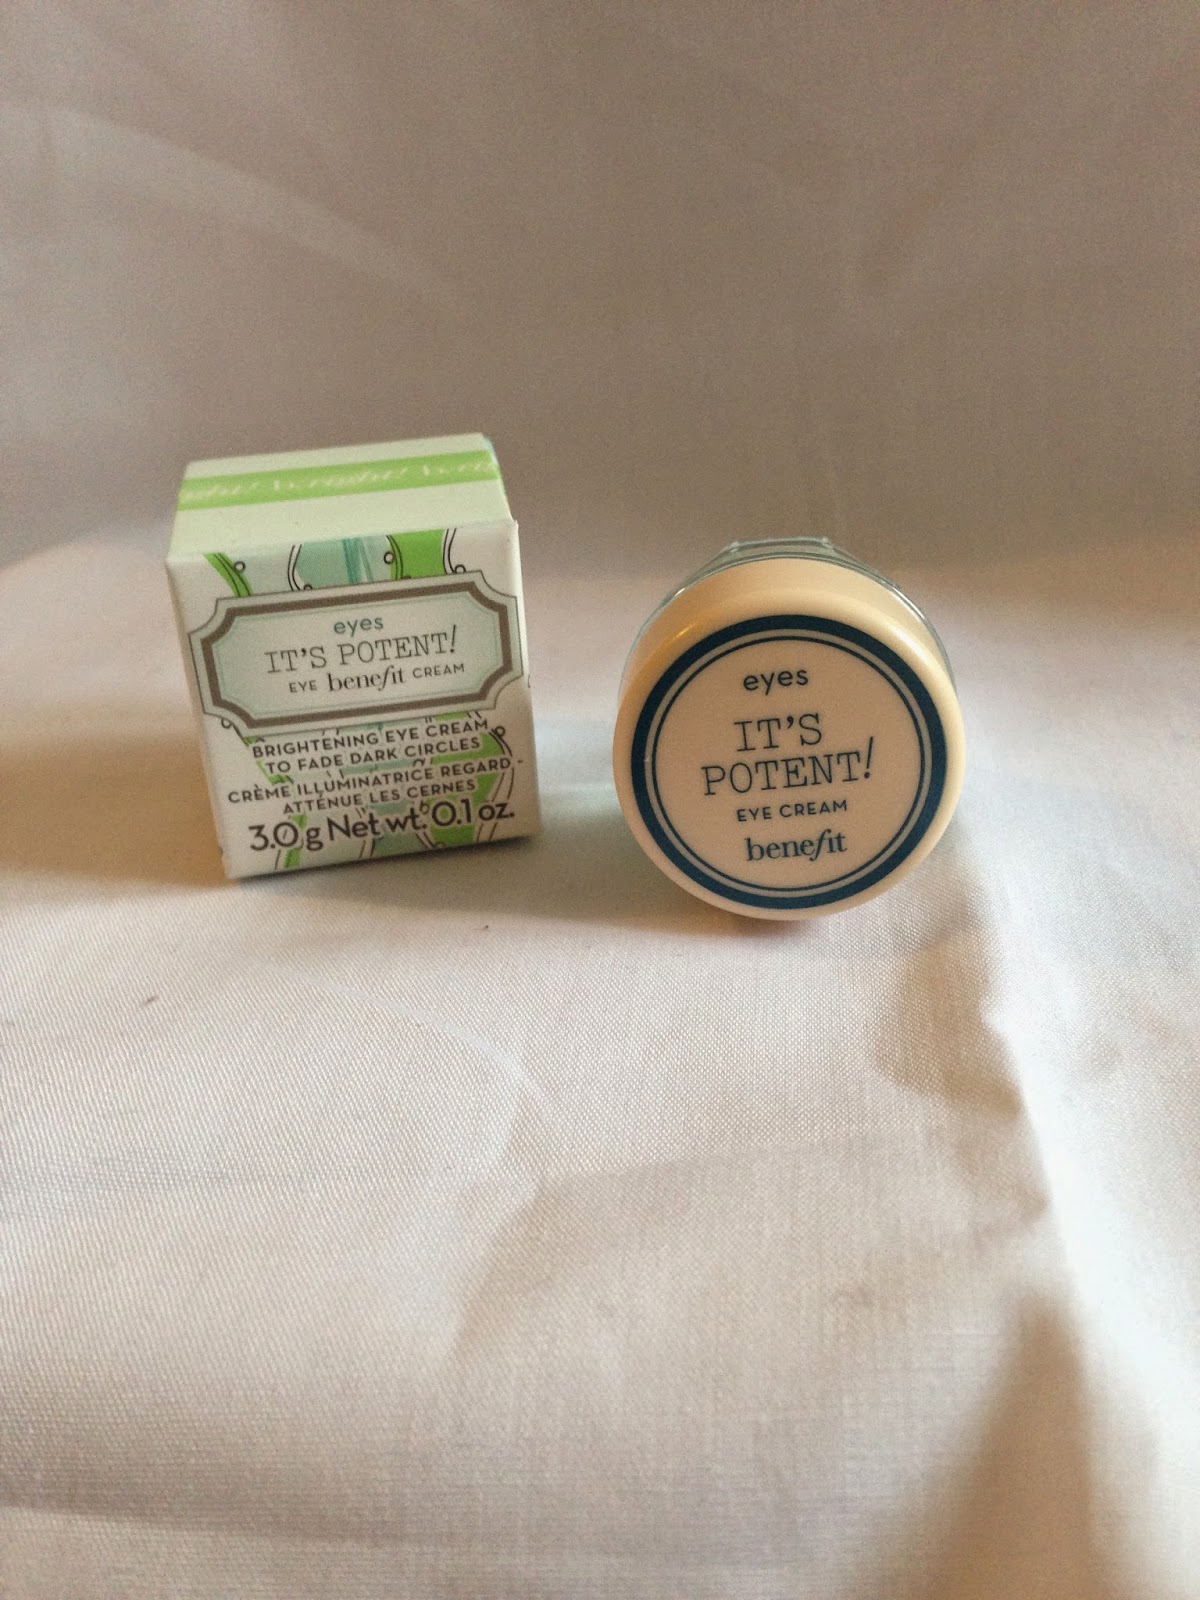 eyes
IT'S POTENT!
EYE benefit CREAM
BRIGHTENING EYE CREAM
TO FADE DARK CIRCLES
CRÈME ILLUMINATRICE REGARD -
ATTÉNUE LES CERNES
3.0 g Net wt. 0.1 oz.
eyes
IT'S
POTENT!
EYE CREAM
benefit